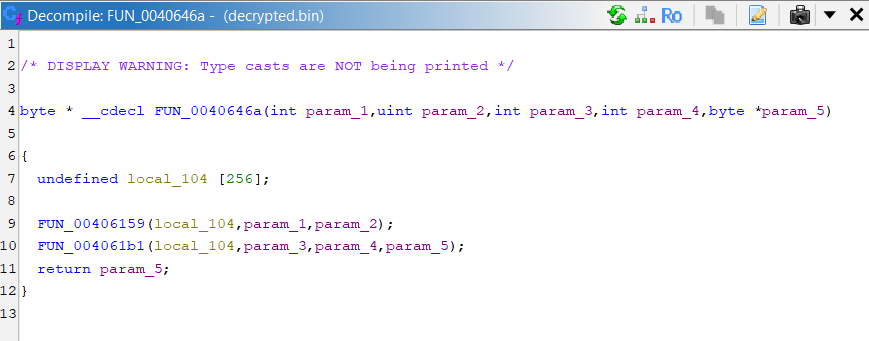 Decompile: FUN_0040646a - (decrypted.bin)
Ro
1
2 /* DISPLAY WARNING: Type casts are NOT being printed */
3
4 byte * __cdecl FUN_0040646a(int param_1,uint param_2,int param_3,int param_4,byte *param_5)
5
6 {
7 undefined local_104 [256];
8
9 FUN_00406159(local_104,param_1,param_2);
10 FUN_004061b1(local_104,param_3,param_4,param_5);
11 return param_5;
12 }
13